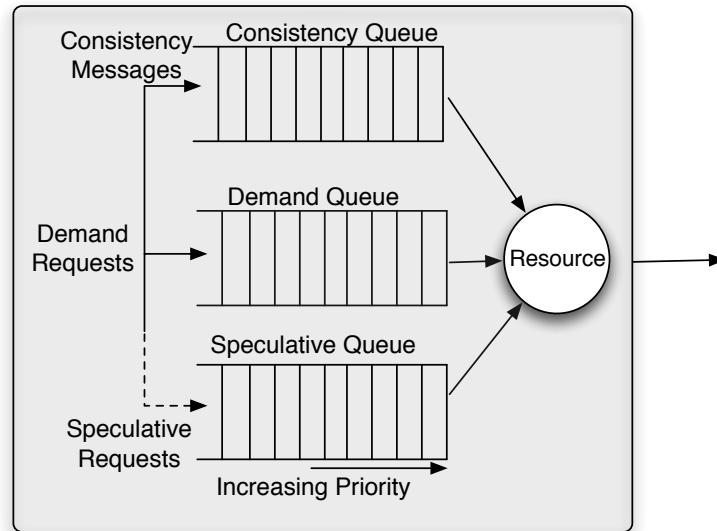 Consistency
Messages
Consistency Queue
Demand Queue
Demand
Requests
Resource
Speculative Queue
Speculative
Requests
Increasing Priority